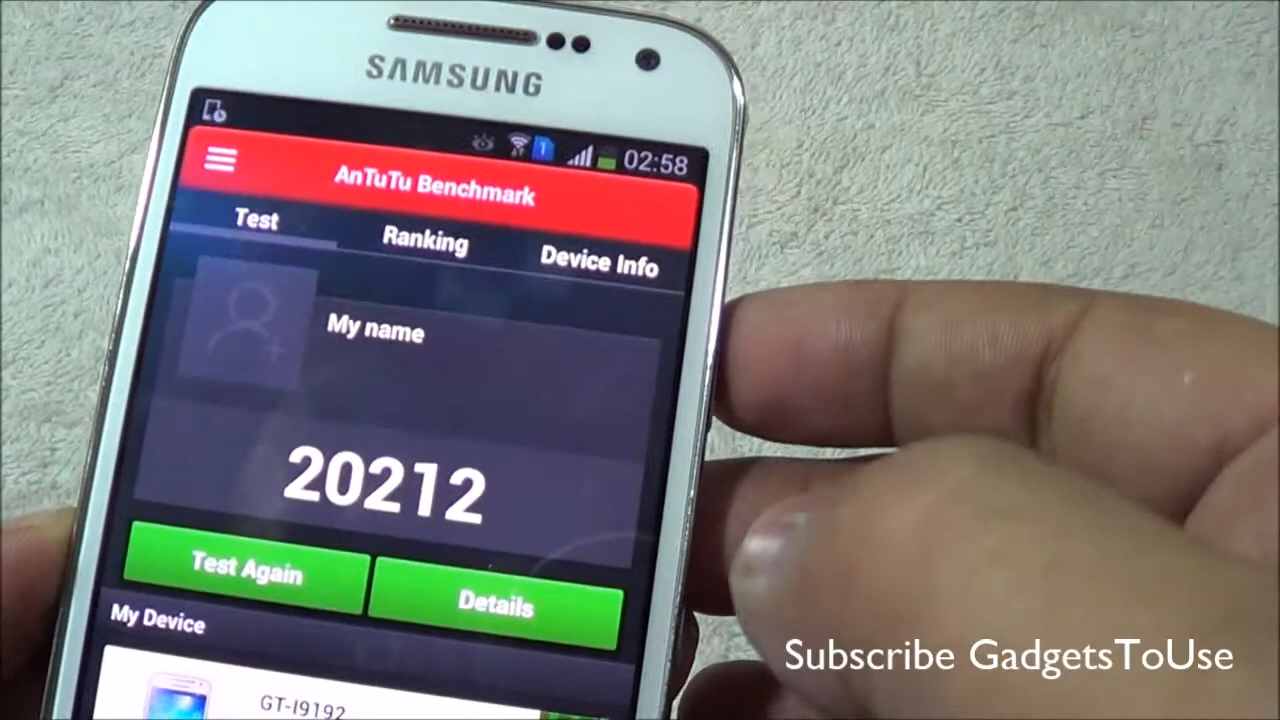 SAMSUNG
1 02:58
AnTuTu Benchmark
Test Ranking Device Info
My name
20212
Test Again Details
My Device
GT-I9192
Subscribe GadgetsToUse